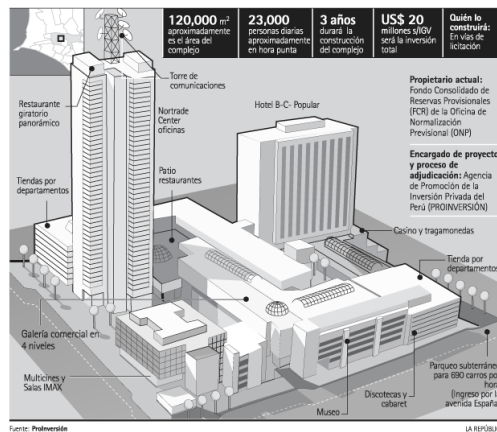 120,000 m²
aproximadamente
es el área del
complejo
23,000
personas diarias
aproximadamente
en hora punta
3 años
durará la
construcción
del complejo
US$ 20
millones s/IGV
será la inversión
total
Quién lo
construirá:
En vías de
licitación
Propietario actual:
Fondo Consolidado de
Reservas Previsionales
(FCR) de la Oficina de
Normalización
Previsional (ONP)
Encargado de proyecto
y proceso de
adjudicación: Agencia
de Promoción de la
Inversión Privada del
Perú (PROINVERSIÓN)
Torre de
comunicaciones
Restaurante
giratorio
panorámico
Nortrade
Center
oficinas
Hotel B-C- Popular
Patio
restaurantes
Tiendas por
departamentos
Casino y tragamonedas
Tienda por
departamentos
Galería comercial en
4 niveles
Multicines y
Salas IMAX
Museo
Discotecas y
cabaret
Parqueo subterráneo
para 690 carros por
hora
(Ingreso por la
avenida España)
Fuente: ProInversión
LA REPÚBLICA